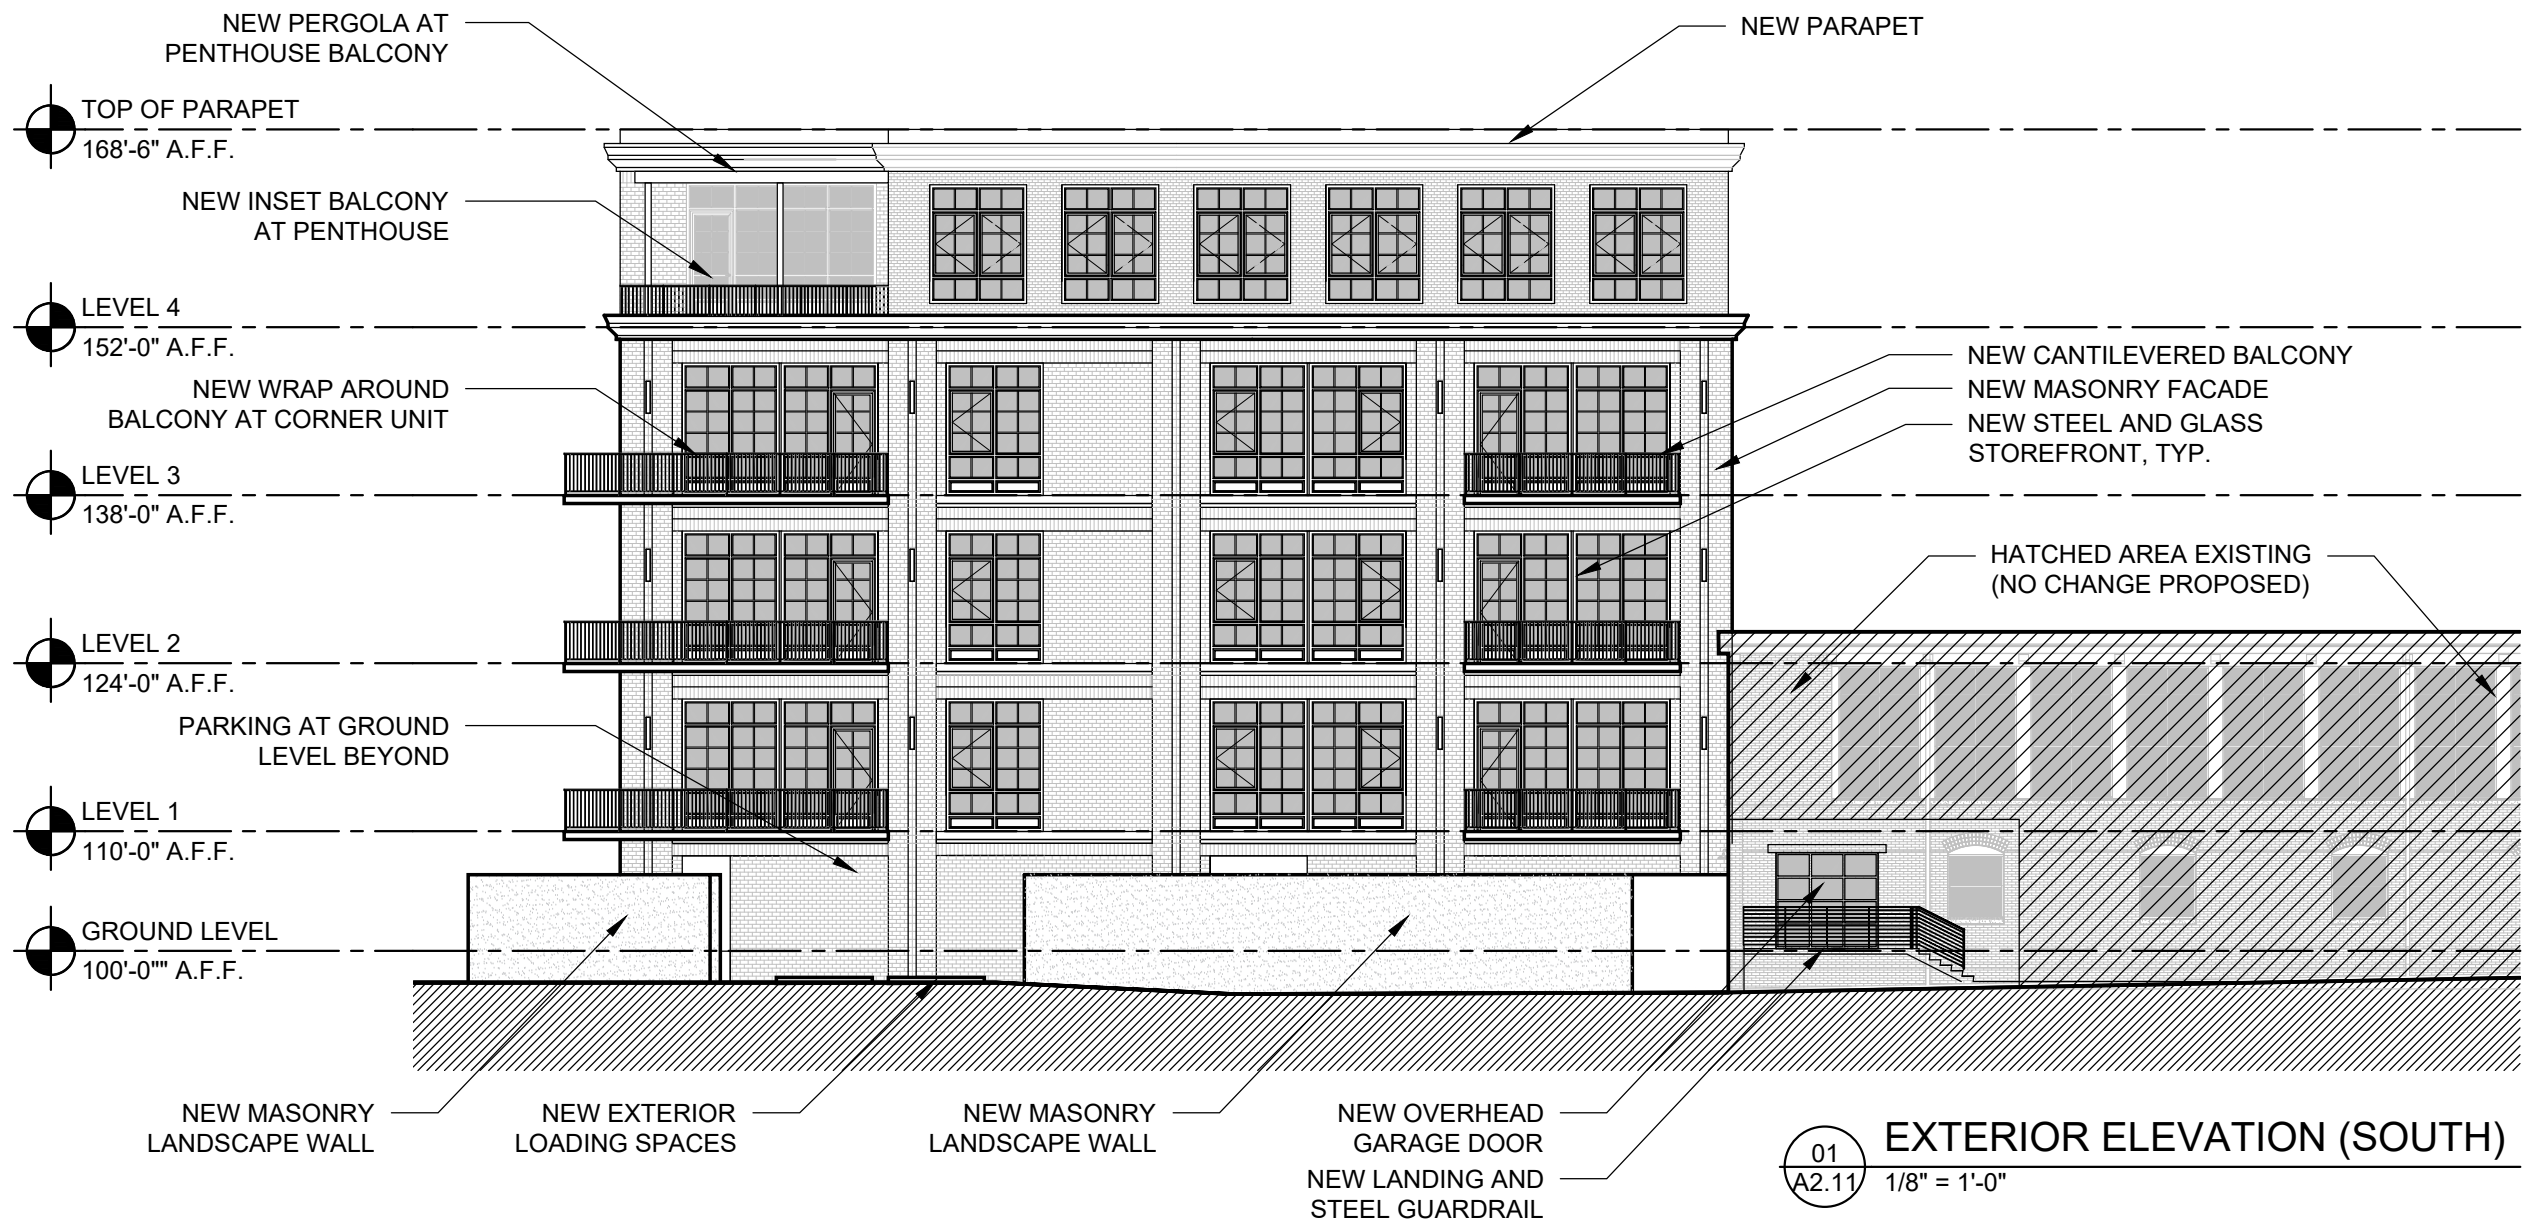 NEW PERGOLA AT
PENTHOUSE BALCONY
NEW PARAPET
TOP OF PARAPET
168'-6" A.F.F.
NEW INSET BALCONY
AT PENTHOUSE
LEVEL 4
152'-0" A.F.F.
NEW WRAP AROUND
BALCONY AT CORNER UNIT
NEW CANTILEVERED BALCONY
NEW MASONRY FACADE
NEW STEEL AND GLASS
STOREFRONT, TYP.
LEVEL 3
138'-0" A.F.F.
HATCHED AREA EXISTING
(NO CHANGE PROPOSED)
LEVEL 2
124'-0" A.F.F.
PARKING AT GROUND
LEVEL BEYOND
LEVEL 1
110'-0" A.F.F.
GROUND LEVEL
100'-0"" A.F.F.
NEW MASONRY
LANDSCAPE WALL
NEW EXTERIOR
LOADING SPACES
NEW MASONRY
LANDSCAPE WALL
NEW OVERHEAD
GARAGE DOOR
NEW LANDING AND
STEEL GUARDRAIL
01
A2.11
EXTERIOR ELEVATION (SOUTH)
1/8" = 1'-0"